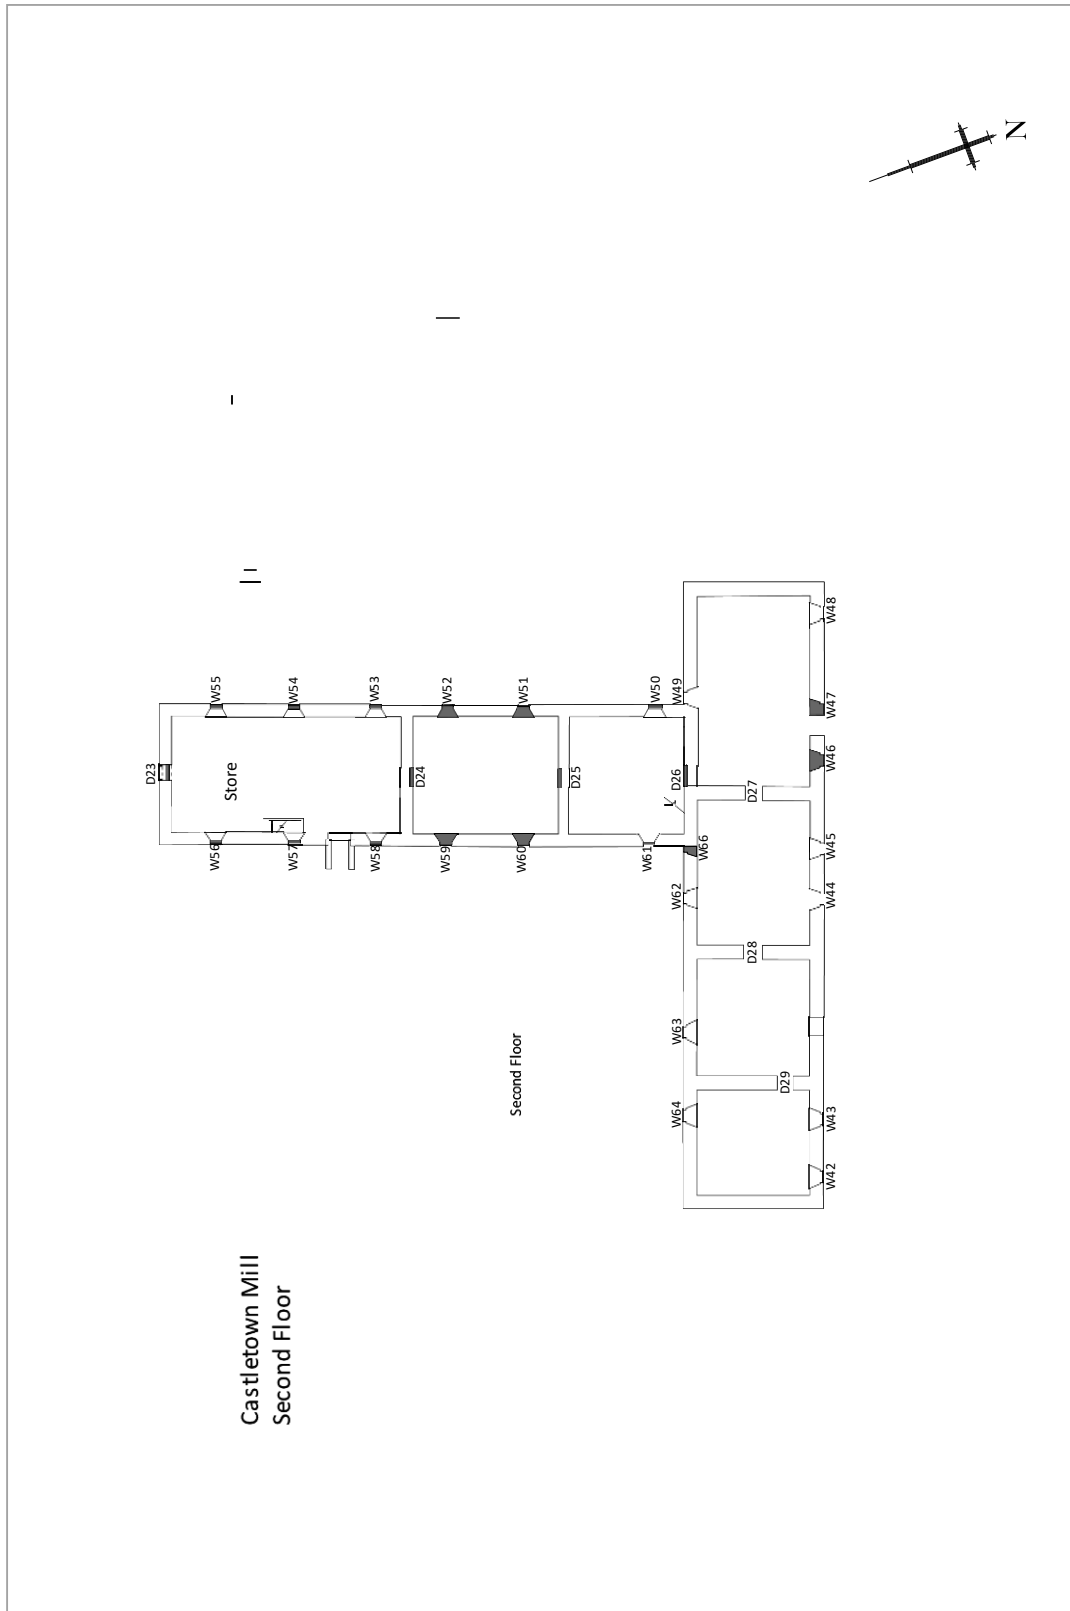 Castletown Mill
Second Floor
Second Floor
Store
N
D23
D24
D25
D26
D27
D28
D29
W55
W54
W53
W52
W51
W50
W49
W48
W47
W46
W45
W44
W43
W42
W56
W57
W58
W59
W60
W61
W66
W62
W63
W64